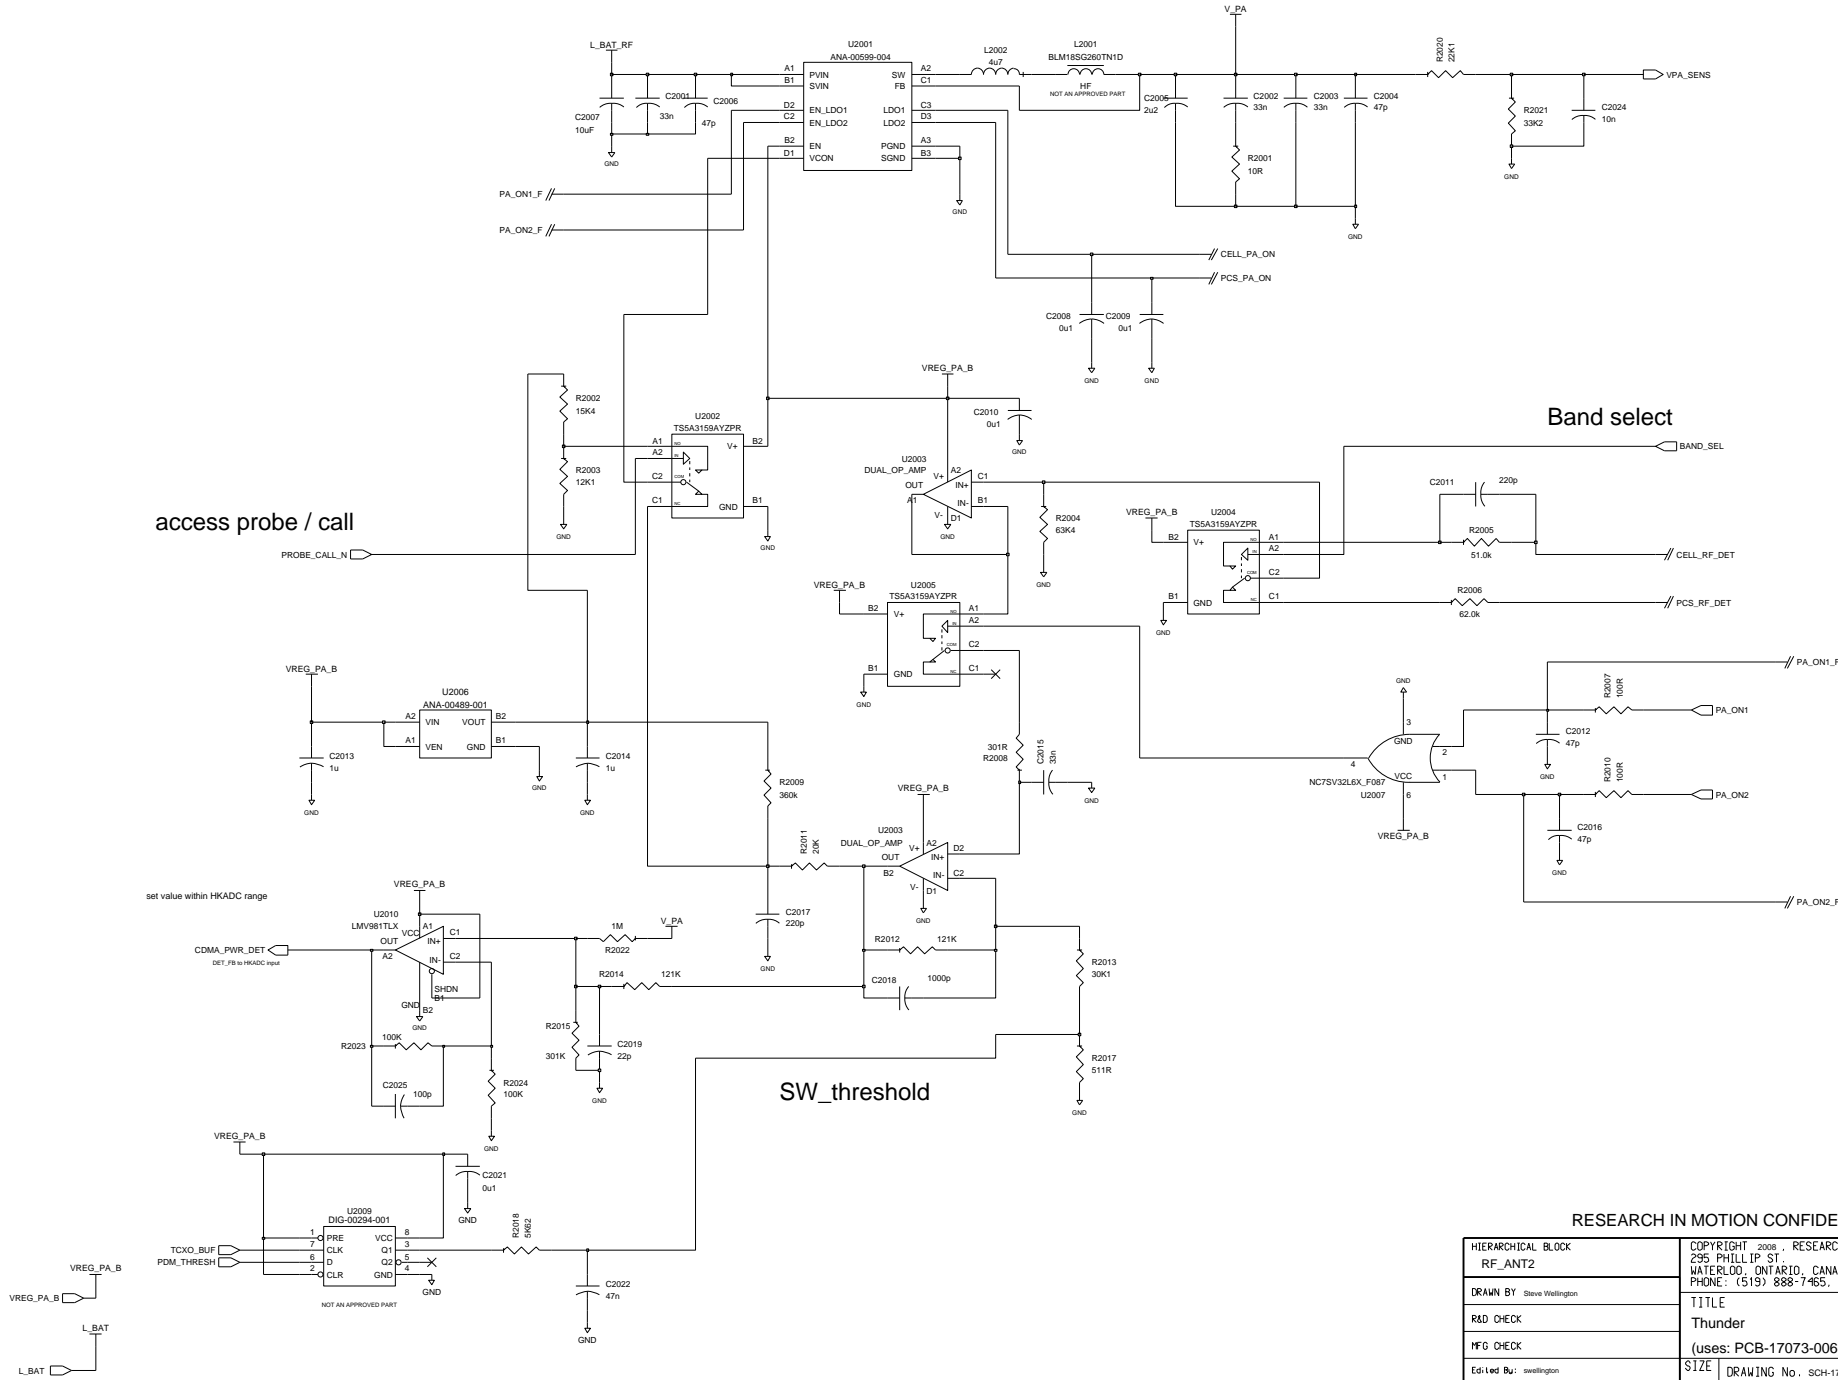 V_PA
L_BAT_RF
U2001
ANA-00599-004
A1 PVIN
B1 SVIN
D2 EN_LDO1
C2 EN_LDO2
B2 EN
D1 VCON
SW A2
FB C1
LDO1 C3
LDO2 D3
PGND A3
SGND B3
GND
L2002
4u7
L2001
BLM18SG260TN1D
HF
NOT AN APPROVED PART
C2007
10uF
C2001
33n
C2006
47p
GND
C2005
2u2
C2002
33n
C2003
33n
C2004
47p
R2001
10R
GND
R2020
22K1
VPA_SENS
R2021
33K2
C2024
10n
GND
PA_ON1_F
PA_ON2_F
CELL_PA_ON
PCS_PA_ON
C2008
0u1
C2009
0u1
GND
GND
VREG_PA_B
C2010
0u1
GND
R2002
15K4
R2003
12K1
GND
U2002
TS5A3159AYZPR
A1 NO
A2 IN
C2 COM
C1 NC
V+ B2
GND B1
GND
access probe / call
PROBE_CALL_N
U2003
DUAL_OP_AMP
OUT
A1
V+ A2
IN+ C1
IN- B1
V- D1
GND
R2004
63K4
GND
Band select
BAND_SEL
C2011 220p
R2005
51.0k
CELL_RF_DET
R2006
62.0k
PCS_RF_DET
VREG_PA_B
U2004
TS5A3159AYZPR
B2 V+
B1 GND
NO A1
IN A2
COM C2
NC C1
GND
VREG_PA_B
U2005
TS5A3159AYZPR
B2 V+
B1 GND
NO A1
IN A2
COM C2
NC C1
GND
VREG_PA_B
U2006
ANA-00489-001
A2 VIN
A1 VEN
VOUT B2
GND B1
C2013
1u
GND
GND
C2014
1u
GND
R2009
360k
301R
R2008
C2015
33n
GND
GND
3
GND
4
2
1
VCC
NC7SV32L6X_F087
U2007
6
VREG_PA_B
PA_ON1_F
R2007
100R
PA_ON1
C2012
47p
GND
R2010
100R
PA_ON2
C2016
47p
GND
PA_ON2_F
VREG_PA_B
U2003
DUAL_OP_AMP
OUT
B2
V+ A2
IN+ D2
IN- C2
V- D1
GND
R2011
20K
C2017
220p
GND
R2012 121K
C2018 1000p
R2013
30K1
R2017
511R
GND
set value within HKADC range
VREG_PA_B
U2010
LMV981TLX
OUT
A2
VCC A1
IN+ C1
IN- C2
SHDN
B1
GND B2
GND
CDMA_PWR_DET
DET_FB to HKADC input
1M
R2022
V_PA
R2014 121K
R2015
301K
C2019
22p
GND
100K
R2023
C2025
100p
R2024
100K
GND
SW_threshold
VREG_PA_B
C2021
0u1
GND
U2009
DIG-00294-001
1 PRE
7 CLK
6 D
2 CLR
VCC 8
Q1 3
Q2 5
GND 4
GND
NOT AN APPROVED PART
TCXO_BUF
PDM_THRESH
R2018
5K62
C2022
47n
GND
VREG_PA_B
VREG_PA_B
L_BAT
L_BAT
RESEARCH IN MOTION CONFIDE
HIERARCHICAL BLOCK
RF_ANT2
DRAWN BY Steve Wellington
R&D CHECK
MFG CHECK
Edited By: swellington
COPYRIGHT 2008 , RESEARC
295 PHILLIP ST.
WATERLOO, ONTARIO, CANA
PHONE: (519) 888-7465,
TITLE
Thunder
(uses: PCB-17073-006
SIZE DRAWING No. SCH-17